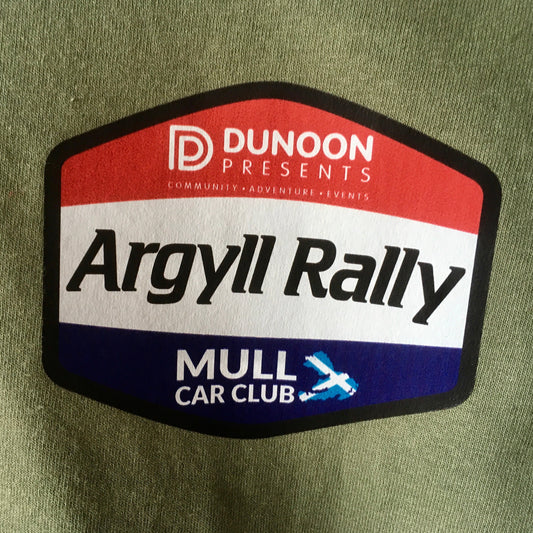 DUNOON
PRESENTS
COMMUNITY • ADVENTURE • EVENTS
Argyll Rally
MULL
CAR CLUB